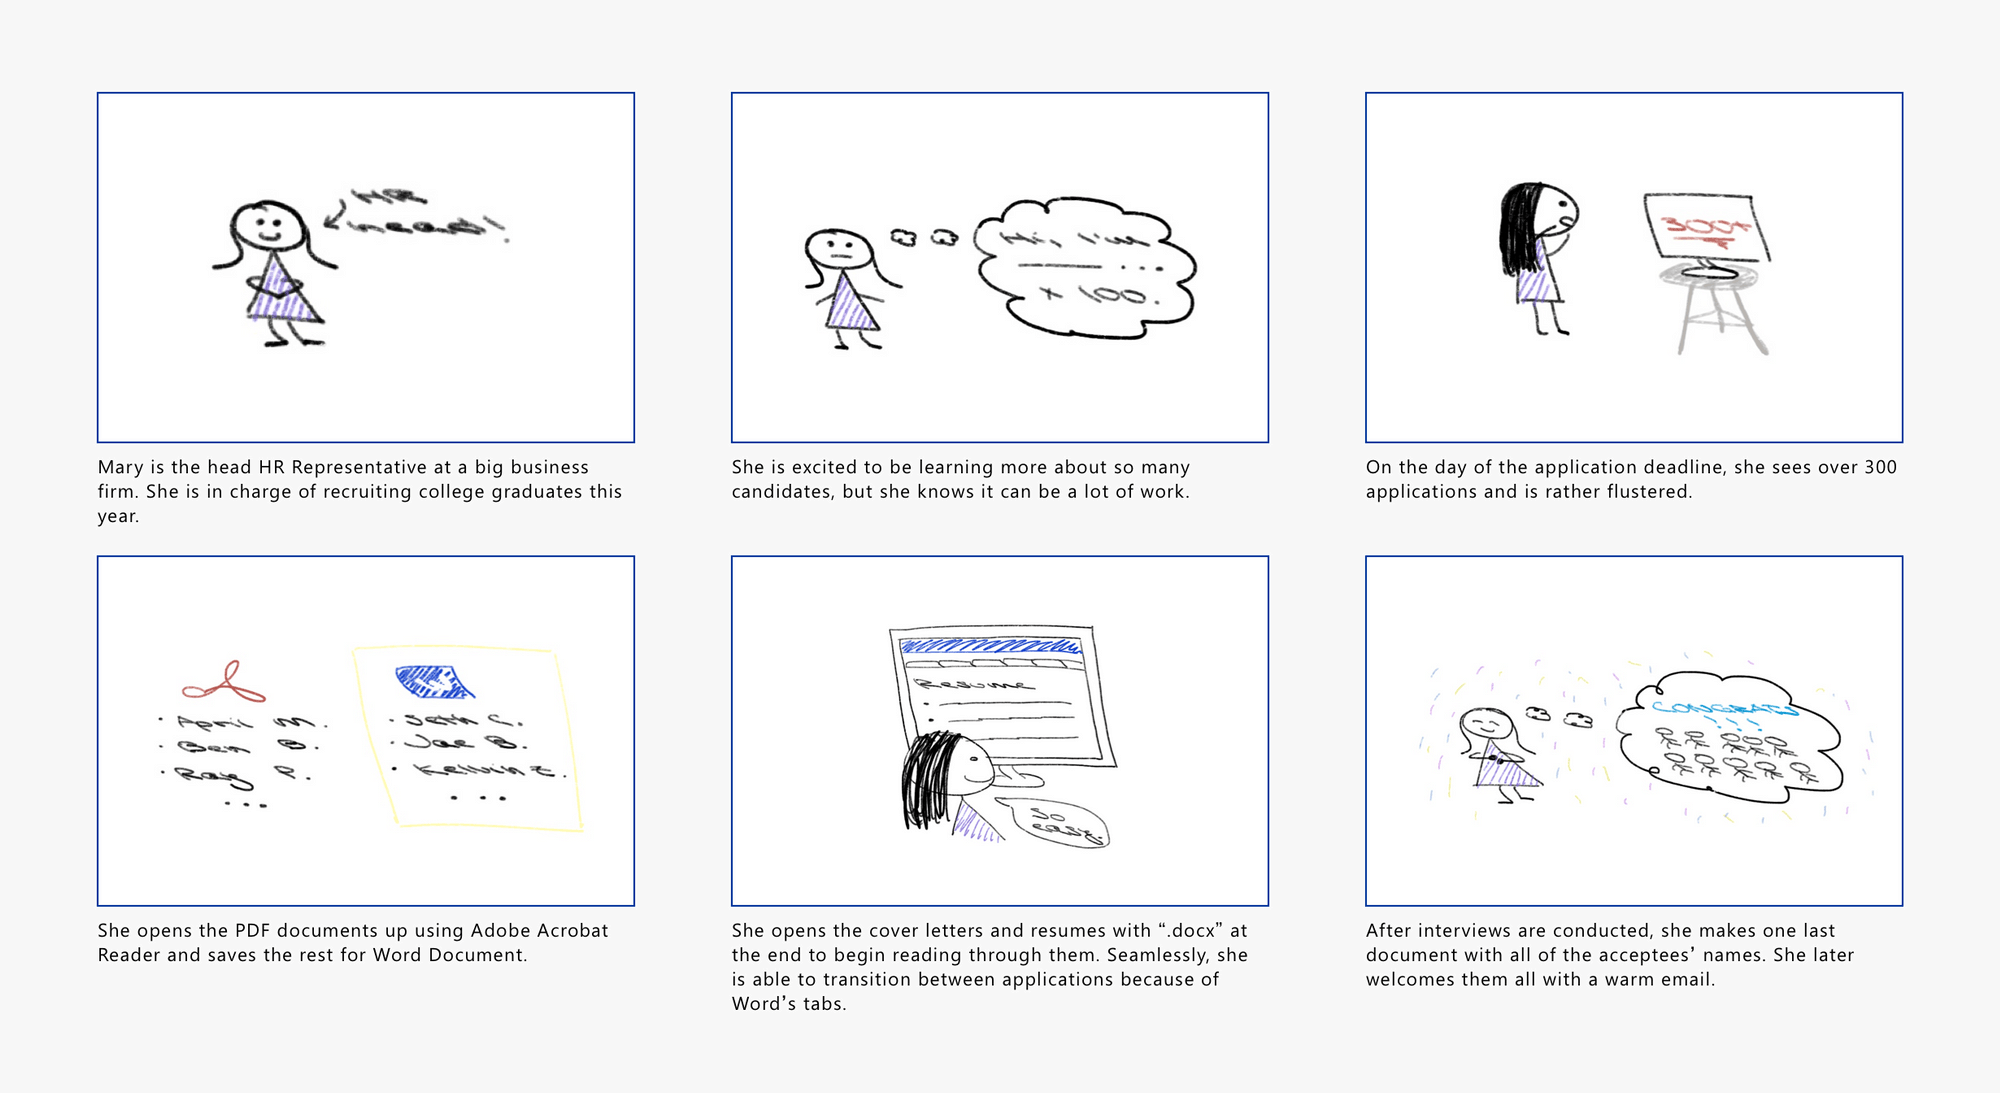 HR
Hi, I'm
x 100.
300+
Mary is the head HR Representative at a big business
firm. She is in charge of recruiting college graduates this
year.
She is excited to be learning more about so many
candidates, but she knows it can be a lot of work.
On the day of the application deadline, she sees over 300
applications and is rather flustered.
· April M.
· Ben B.
· Ray P.
...
· Seth C.
· Jae B.
· Kelvin Z.
...
Resume
so
easy.
CONGRATS
!!!
She opens the PDF documents up using Adobe Acrobat
Reader and saves the rest for Word Document.
She opens the cover letters and resumes with “.docx” at
the end to begin reading through them. Seamlessly, she
is able to transition between applications because of
Word’s tabs.
After interviews are conducted, she makes one last
document with all of the acceptees’ names. She later
welcomes them all with a warm email.